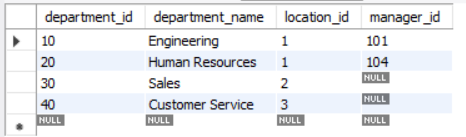 department_id department_name location_id manager_id
10 Engineering 1 101
20 Human Resources 1 104
30 Sales 2 NULL
40 Customer Service 3 NULL
NULL NULL NULL NULL